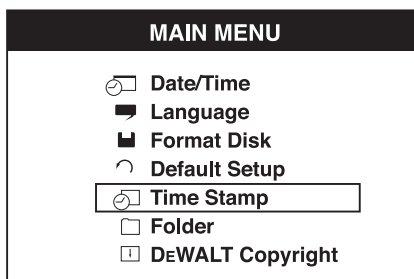 MAIN MENU
Date/Time
Language
Format Disk
Default Setup
Time Stamp
Folder
DEWALT Copyright